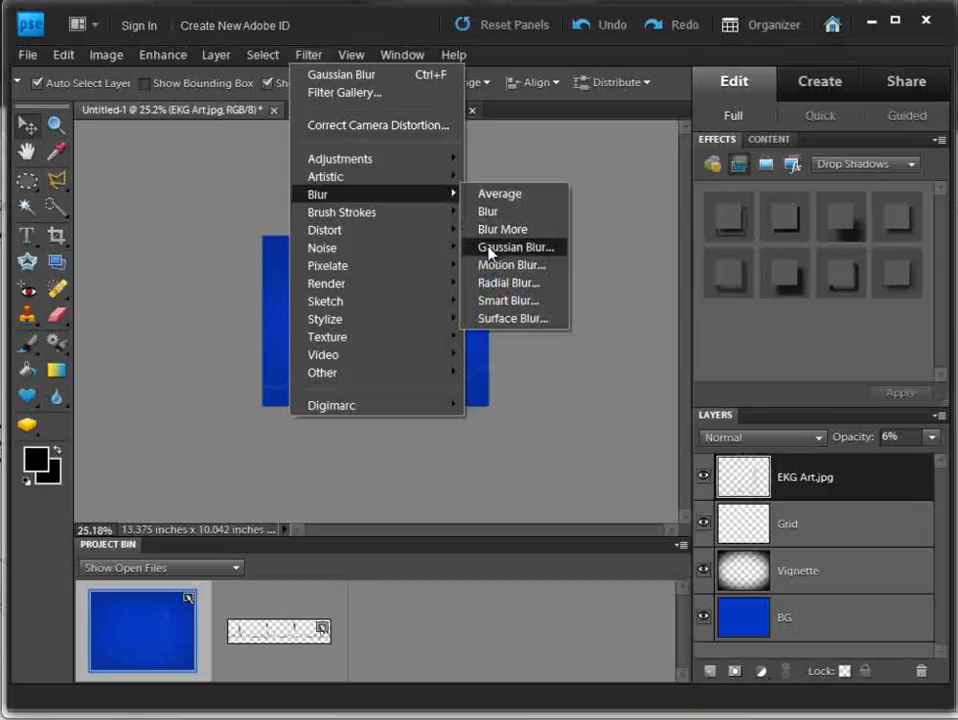 pse Sign In Create New Adobe ID Reset Panels Undo Redo Organizer
File Edit Image Enhance Layer Select Filter View Window Help
Auto Select Layer Show Bounding Box Sh ge Align Distribute
Edit Create Share
Full Quick Guided
Untitled-1 @ 25.2% (EKG Art.jpg, RGB/8) *
Gaussian Blur Ctrl+F
Filter Gallery...
Correct Camera Distortion...
Adjustments
Artistic
Blur
Brush Strokes
Distort
Noise
Pixelate
Render
Sketch
Stylize
Texture
Video
Other
Digimarc
Average
Blur
Blur More
Gaussian Blur...
Motion Blur...
Radial Blur...
Smart Blur...
Surface Blur...
EFFECTS CONTENT
Drop Shadows
Apply
LAYERS
Normal Opacity: 6%
EKG Art.jpg
Grid
Vignette
BG
Lock:
25.18% 13.375 inches x 10.042 inches ...
PROJECT BIN
Show Open Files